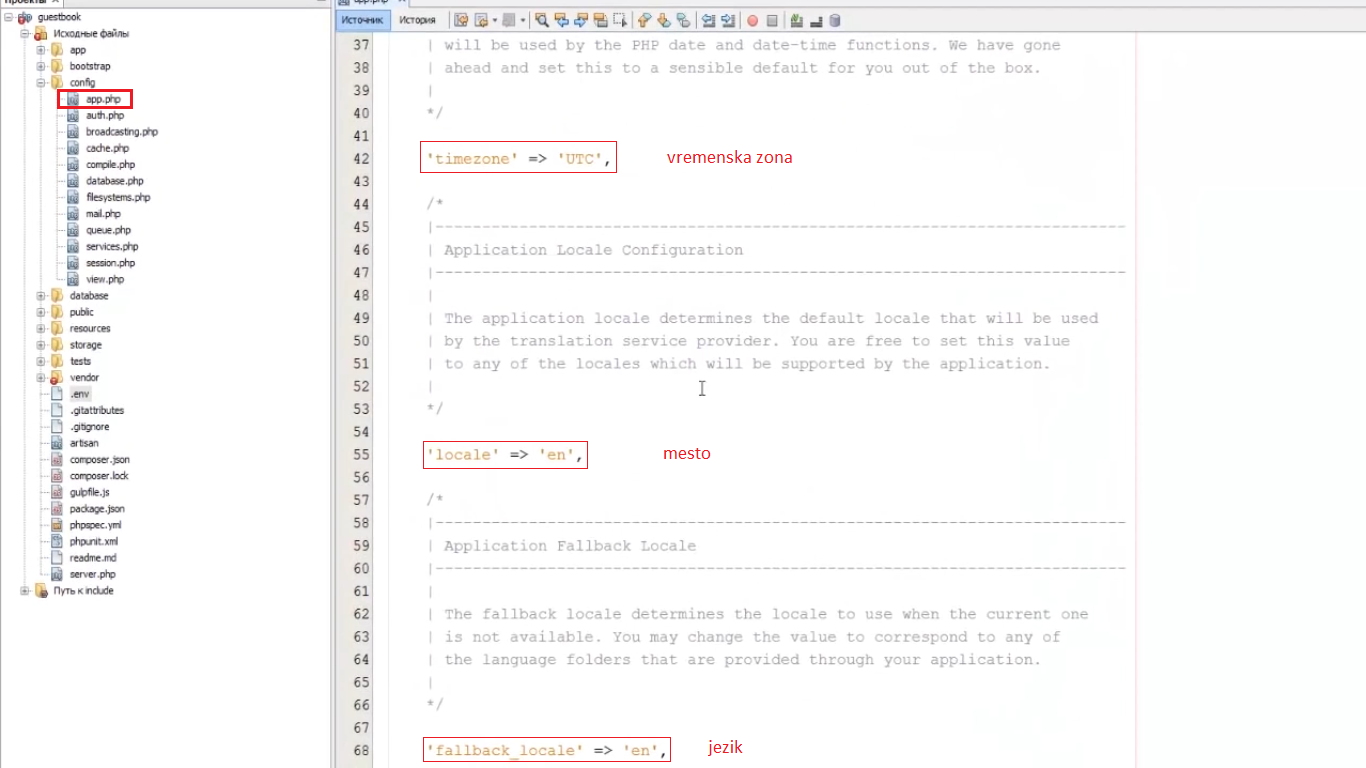 Проекты
guestbook
Исходные файлы
app
bootstrap
config
app.php
auth.php
broadcasting.php
cache.php
compile.php
database.php
filesystems.php
mail.php
queue.php
services.php
session.php
view.php
database
public
resources
storage
tests
vendor
.env
.gitattributes
.gitignore
artisan
composer.json
composer.lock
gulpfile.js
package.json
phpspec.yml
phpunit.xml
readme.md
server.php
Путь к include
app.php
Источник История
37 | will be used by the PHP date and date-time functions. We have gone
38 | ahead and set this to a sensible default for you out of the box.
39 |
40 */
41
42 'timezone' => 'UTC', vremenska zona
43
44 /*
45 |--------------------------------------------------------------------------
46 | Application Locale Configuration
47 |--------------------------------------------------------------------------
48 |
49 | The application locale determines the default locale that will be used
50 | by the translation service provider. You are free to set this value
51 | to any of the locales which will be supported by the application.
52 |
53 */
54
55 'locale' => 'en', mesto
56
57 /*
58 |--------------------------------------------------------------------------
59 | Application Fallback Locale
60 |--------------------------------------------------------------------------
61 |
62 | The fallback locale determines the locale to use when the current one
63 | is not available. You may change the value to correspond to any of
64 | the language folders that are provided through your application.
65 |
66 */
67
68 'fallback_locale' => 'en', jezik